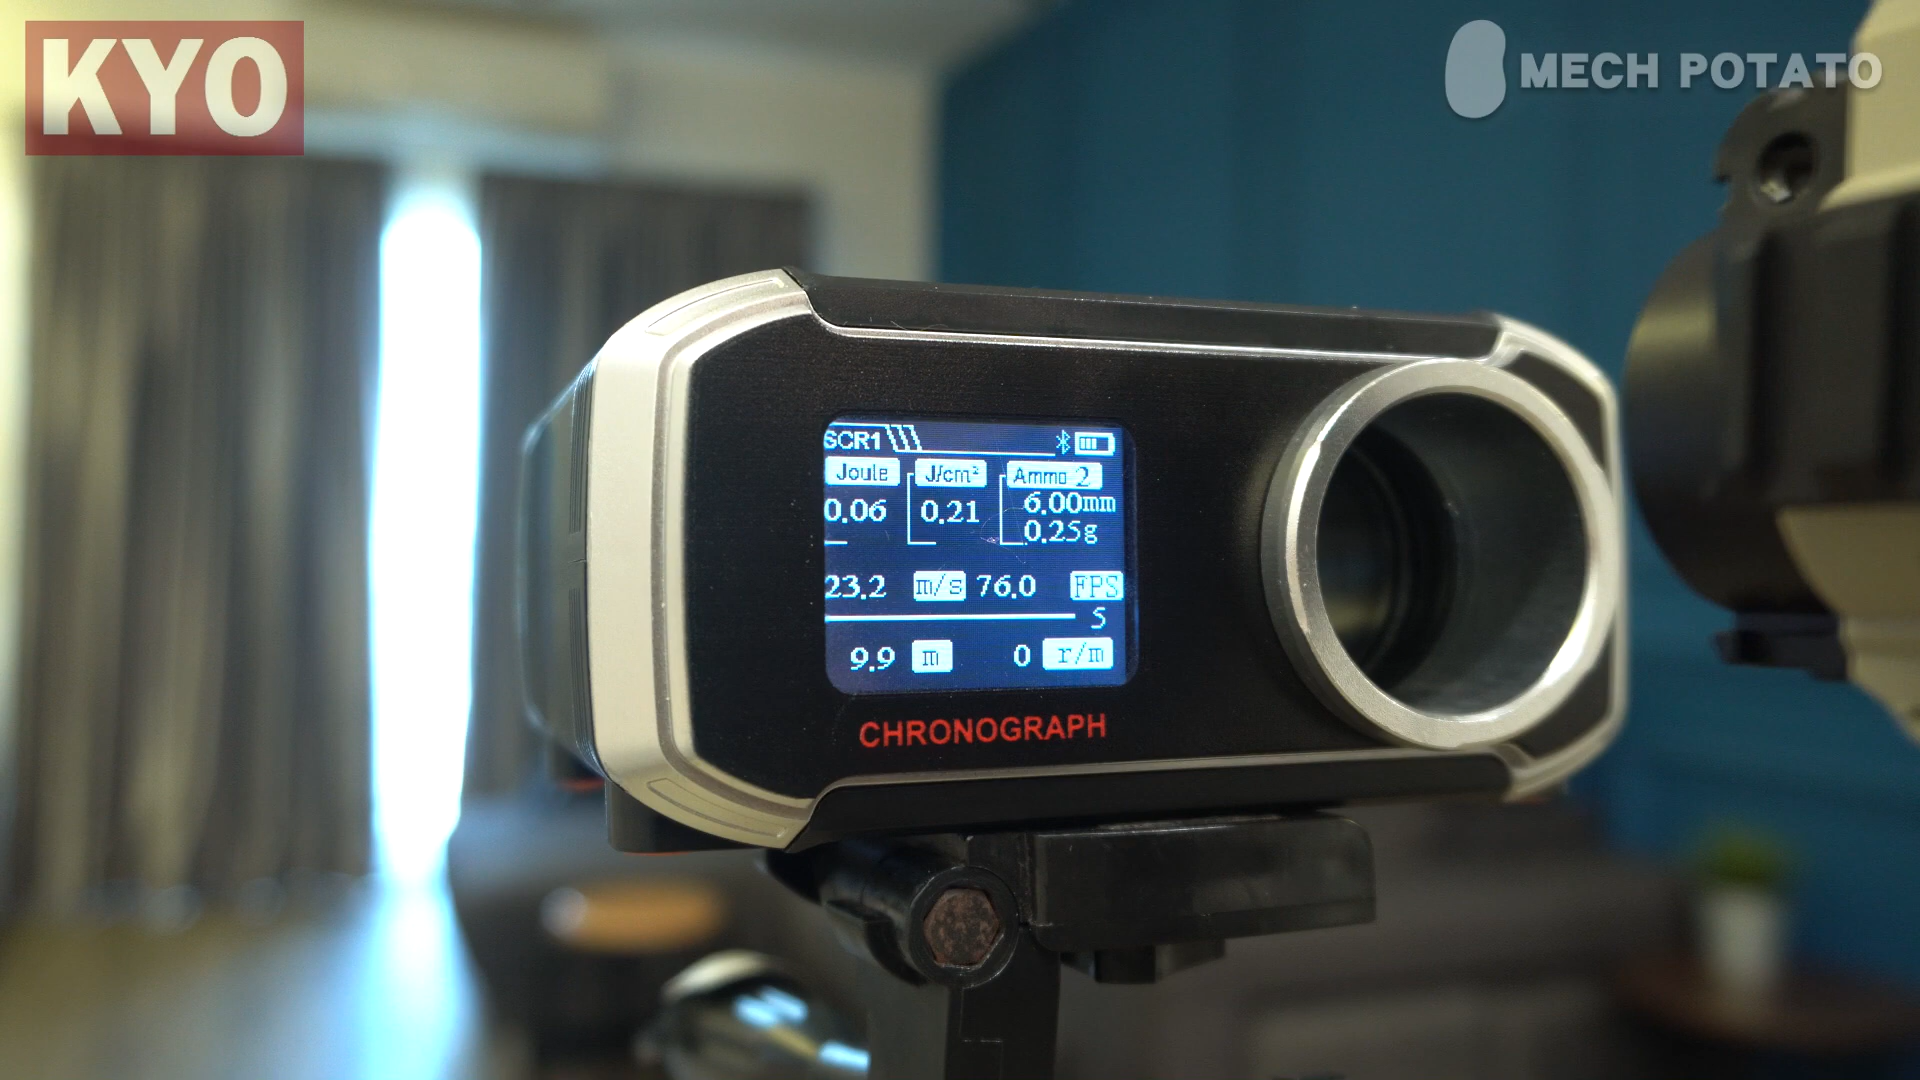 KYO
MECH POTATO
SCR1
Joule J/cm² Ammo 2
0.06 0.21 6.00mm
0.25g
23.2 m/s 76.0 FPS
5
9.9 m 0 r/m
CHRONOGRAPH